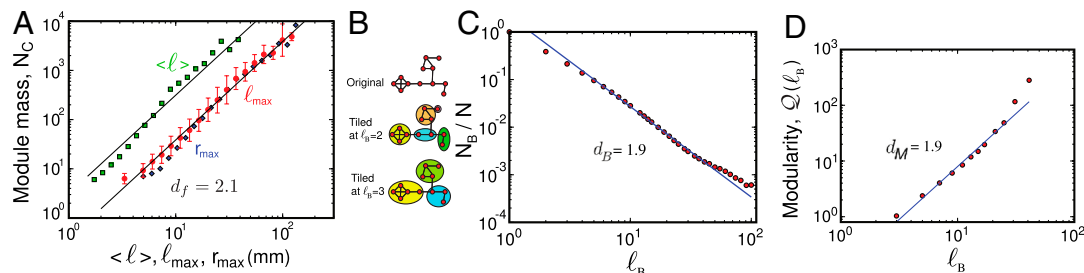 A
Module mass, N_C
10^5
10^4
10^3
10^2
10^1
10^0
<ℓ>
ℓ_max
r_max
d_f = 2.1
10^0
10^1
10^2
<ℓ>, ℓ_max, r_max (mm)
B
Original
Tiled
at ℓ_B=2
Tiled
at ℓ_B=3
C
N_B / N
10^0
10^-1
10^-2
10^-4
d_B = 1.9
10^0
10^1
10^2
ℓ_B
D
Modularity, Q(ℓ_B)
10^3
10^2
10^1
10^0
d_M = 1.9
10^0
10^1
10^2
ℓ_B